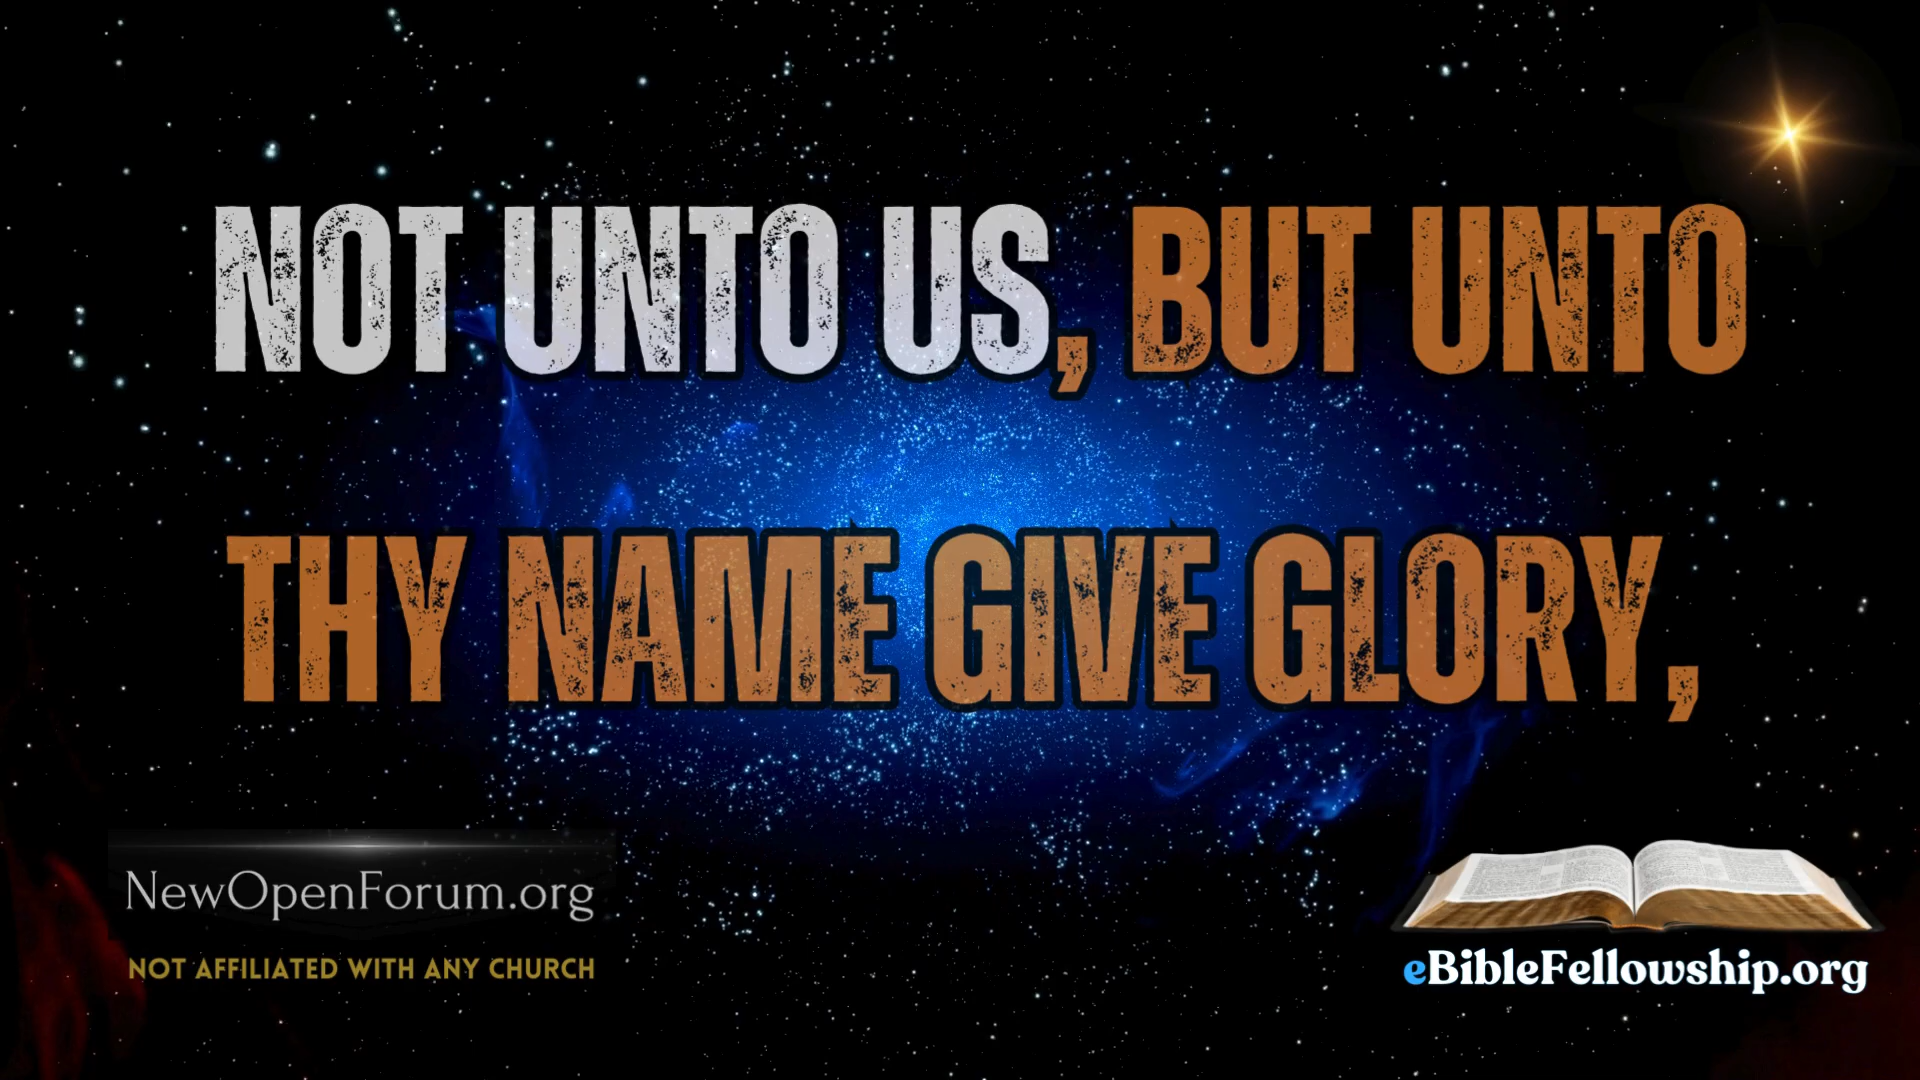 NOT UNTO US, BUT UNTO
THY NAME GIVE GLORY,
NewOpenForum.org
NOT AFFILIATED WITH ANY CHURCH
eBibleFellowship.org